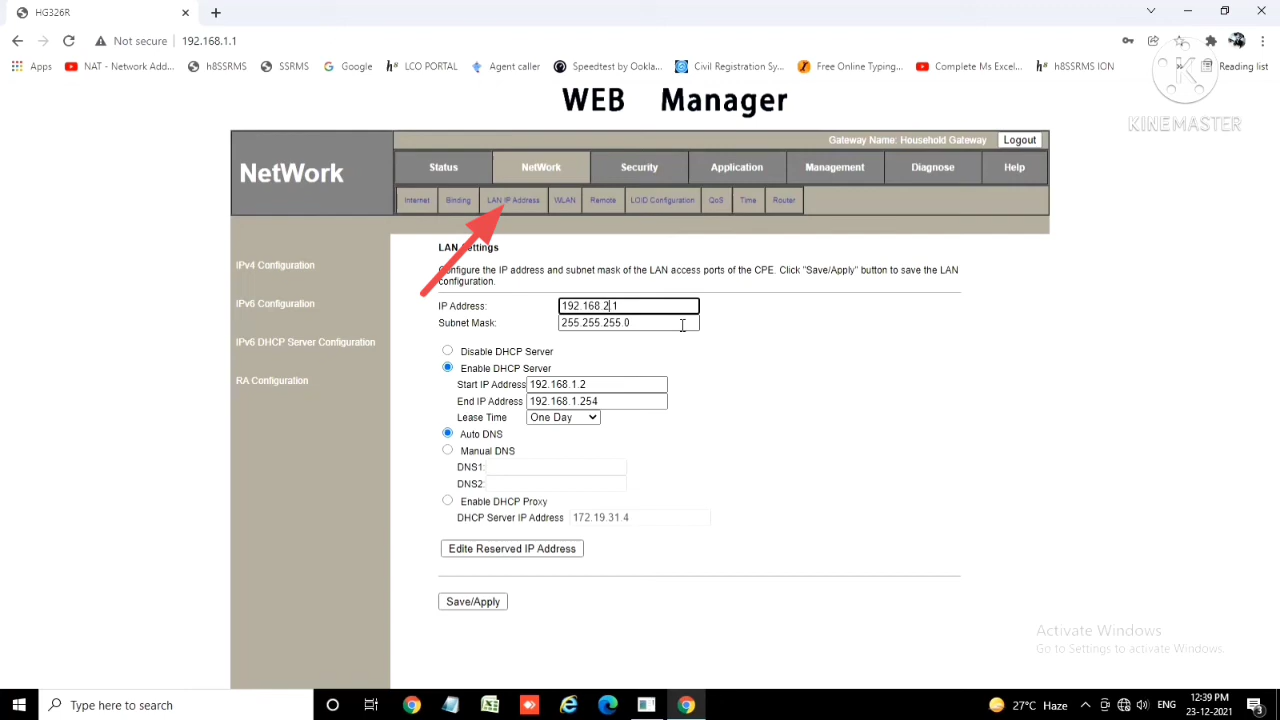 HG326R
Not secure 192.168.1.1
Apps NAT - Network Add... h8SSRMS SSRMS Google LCO PORTAL Agent caller Speedtest by Ookla... Civil Registration Sy... Free Online Typing... Complete Ms Excel... h8SSRMS ION Reading list
KINEMASTER
WEB Manager
Gateway Name: Household Gateway Logout
NetWork
Status NetWork Security Application Management Diagnose Help
Internet Binding LAN IP Address WLAN Remote LOID Configuration QoS Time Router
IPv4 Configuration
IPv6 Configuration
IPv6 DHCP Server Configuration
RA Configuration
LAN Settings
Configure the IP address and subnet mask of the LAN access ports of the CPE. Click "Save/Apply" button to save the LAN
configuration.
IP Address: 192.168.2.1
Subnet Mask: 255.255.255.0
Disable DHCP Server
Enable DHCP Server
Start IP Address 192.168.1.2
End IP Address 192.168.1.254
Lease Time One Day
Auto DNS
Manual DNS
DNS1:
DNS2:
Enable DHCP Proxy
DHCP Server IP Address 172.19.31.4
Edite Reserved IP Address
Save/Apply
Activate Windows
Go to Settings to activate Windows.
Type here to search
27°C Haze ENG 12:39 PM
23-12-2021 3